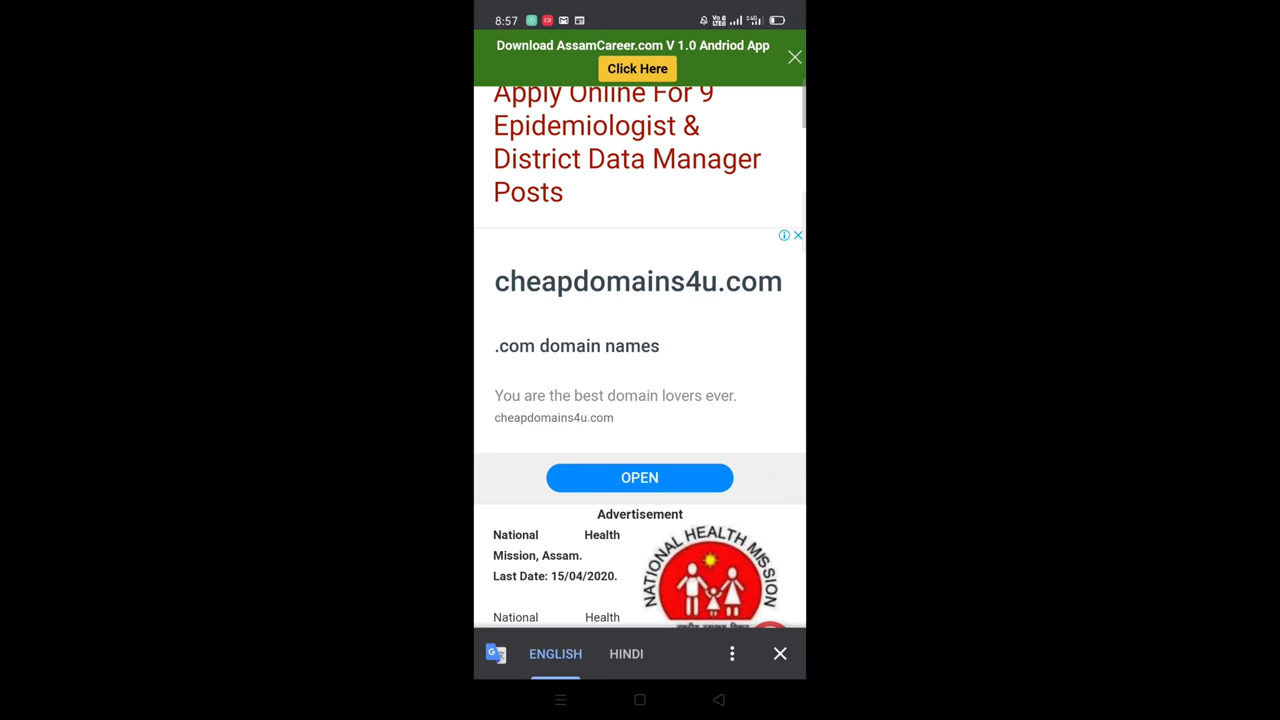 8:57
Download AssamCareer.com V 1.0 Andriod App
Click Here
Apply Online For 9
Epidemiologist &
District Data Manager
Posts
cheapdomains4u.com
.com domain names
You are the best domain lovers ever.
cheapdomains4u.com
OPEN
Advertisement
National Health
Mission, Assam.
Last Date: 15/04/2020.
National Health
NATIONAL HEALTH MISSION
ENGLISH HINDI